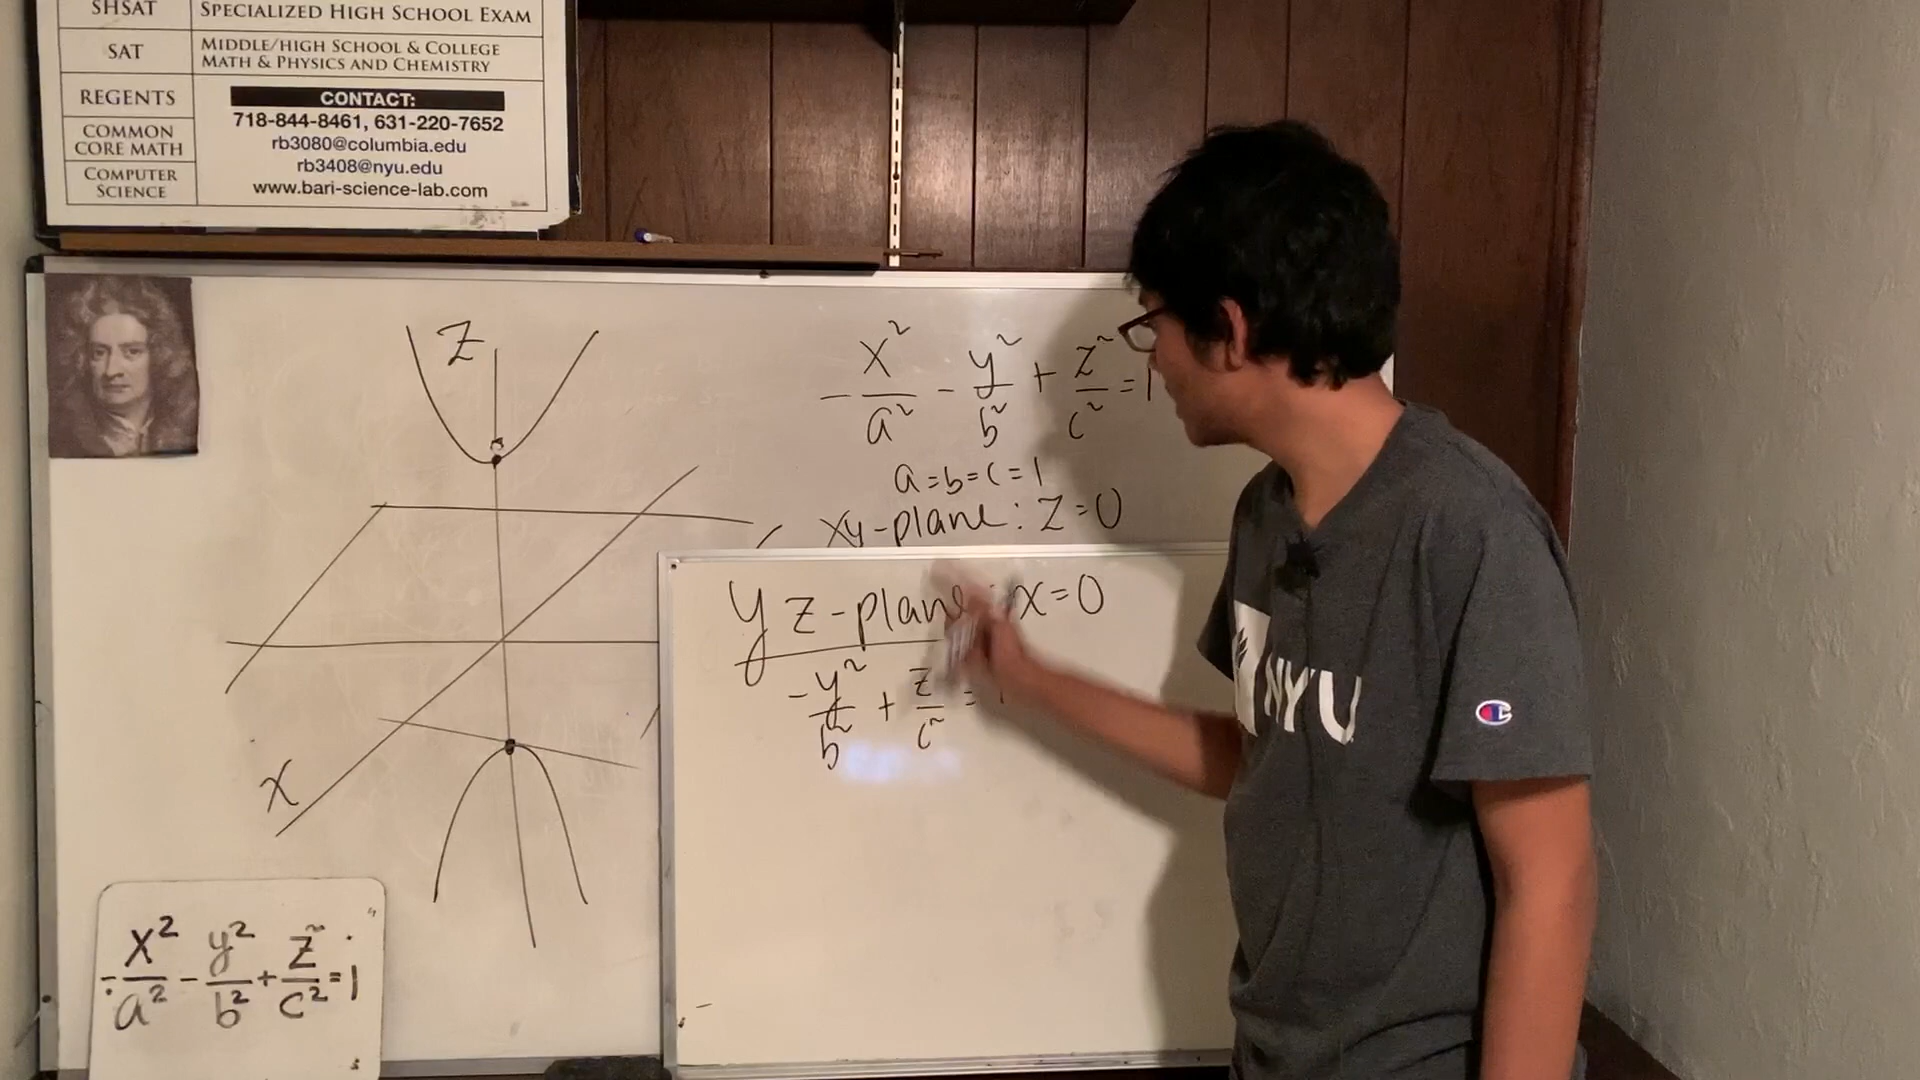 SHSAT SPECIALIZED HIGH SCHOOL EXAM
SAT MIDDLE/HIGH SCHOOL & COLLEGE
MATH & PHYSICS AND CHEMISTRY
REGENTS
COMMON
CORE MATH
COMPUTER
SCIENCE
CONTACT:
718-844-8461, 631-220-7652
rb3080@columbia.edu
rb3408@nyu.edu
www.bari-science-lab.com
Z
X
-x²/a² - y²/b² + z²/c² = 1
a=b=c=1
xy-plane: z=0
yz-plane: x=0
-y²/b² + z/c² =
-x²/a² - y²/b² + z²/c² = 1
NYU